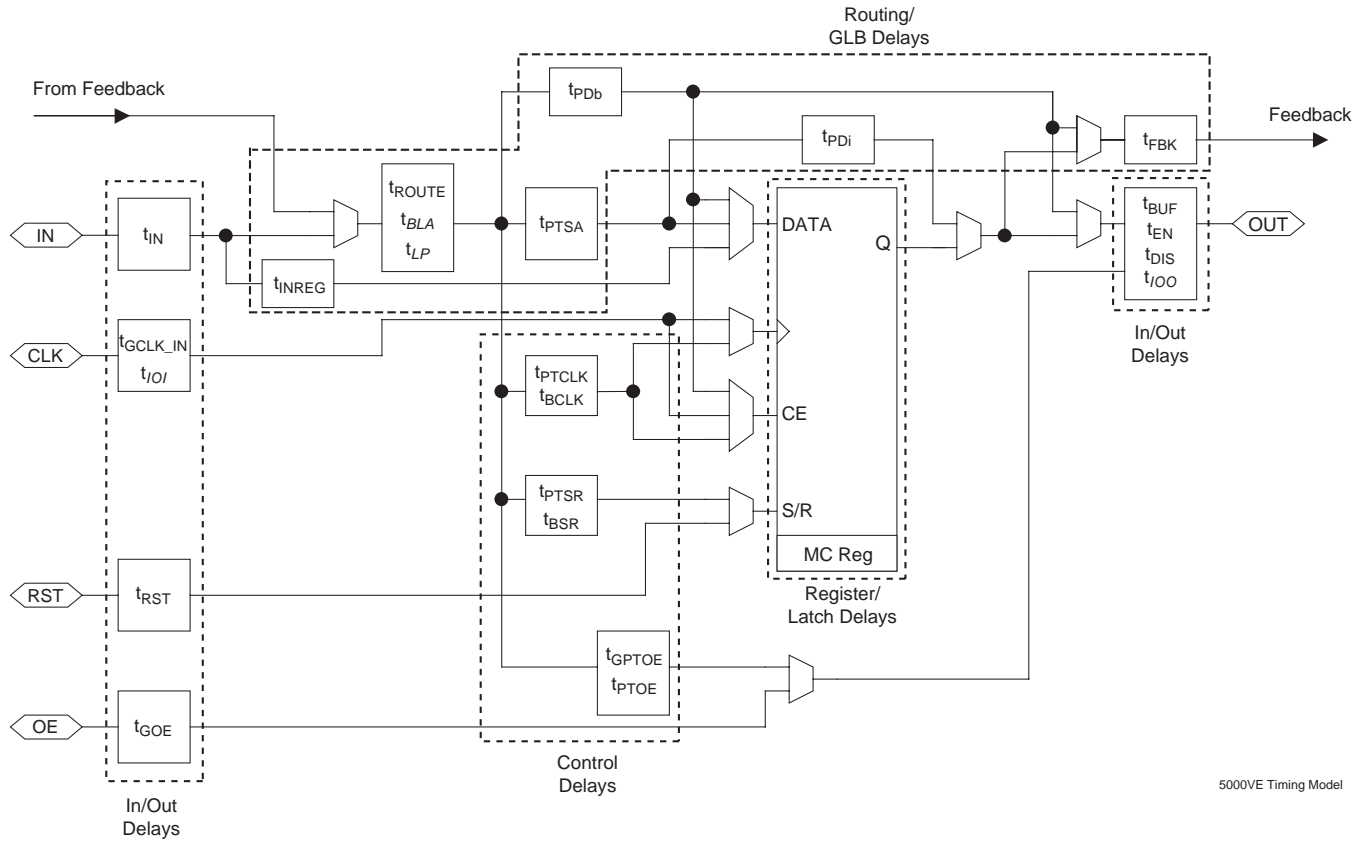 Routing/
GLB Delays
From Feedback
tPDb
Feedback
tPDi
tFBK
tROUTE
tBLA
tLP
tPTSA
IN
tIN
DATA
Q
tBUF
tEN
tDIS
tIOO
OUT
tINREG
In/Out
Delays
CLK
tGCLK_IN
tIOI
tPTCLK
tBCLK
CE
tPTSR
tBSR
S/R
MC Reg
RST
tRST
Register/
Latch Delays
tGPTOE
tPTOE
OE
tGOE
Control
Delays
In/Out
Delays
5000VE Timing Model